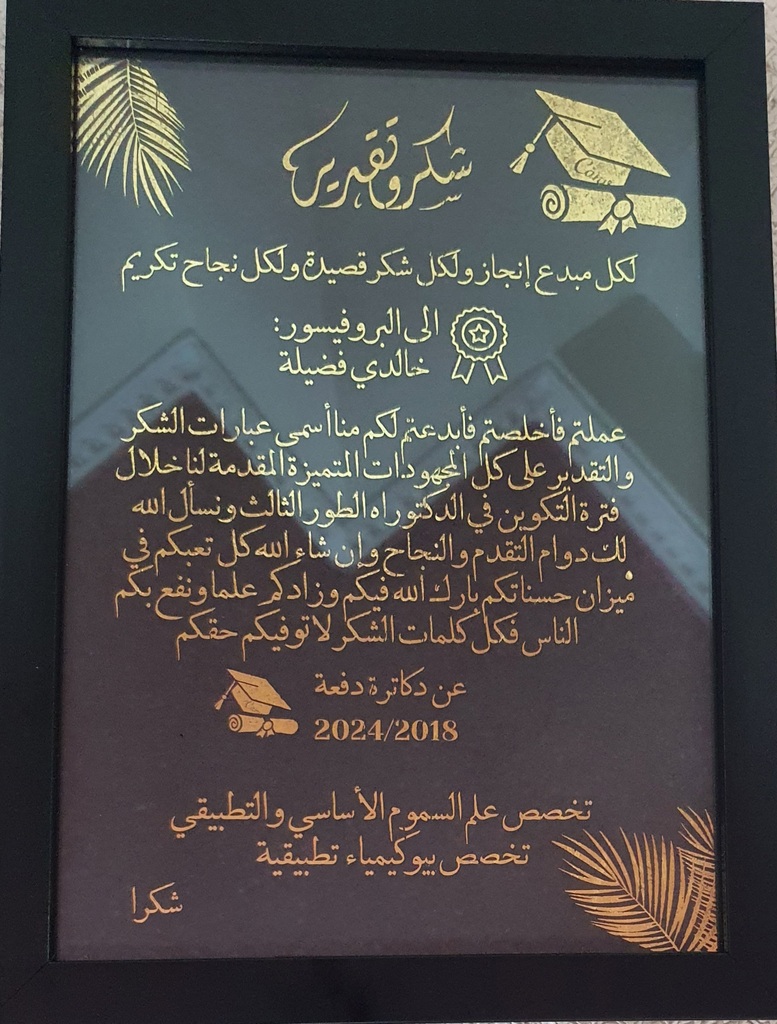 شكر وتقدير
لكل مبدع إنجاز ولكل شكر قصيدة ولكل نجاح تكريم
الى البروفيسور:
خالدي فضيلة
عملتم فأخلصتم فأبدعتم لكم منا أسمى عبارات الشكر
والتقدير على كل المجهودات المتميزة المقدمة لنا خلال
فترة التكوين في الدكتوراه الطور الثالث ونسأل الله
لك دوام التقدم والنجاح وإن شاء الله كل تعبكم في
ميزان حسناتكم بارك الله فيكم وزادكم علما ونفع بكم
الناس فكل كلمات الشكر لا توفيكم حقكم
عن دكاترة دفعة
2024/2018
تخصص علم السموم الأساسي والتطبيقي
تخصص بيوكيمياء تطبيقية
شكرا